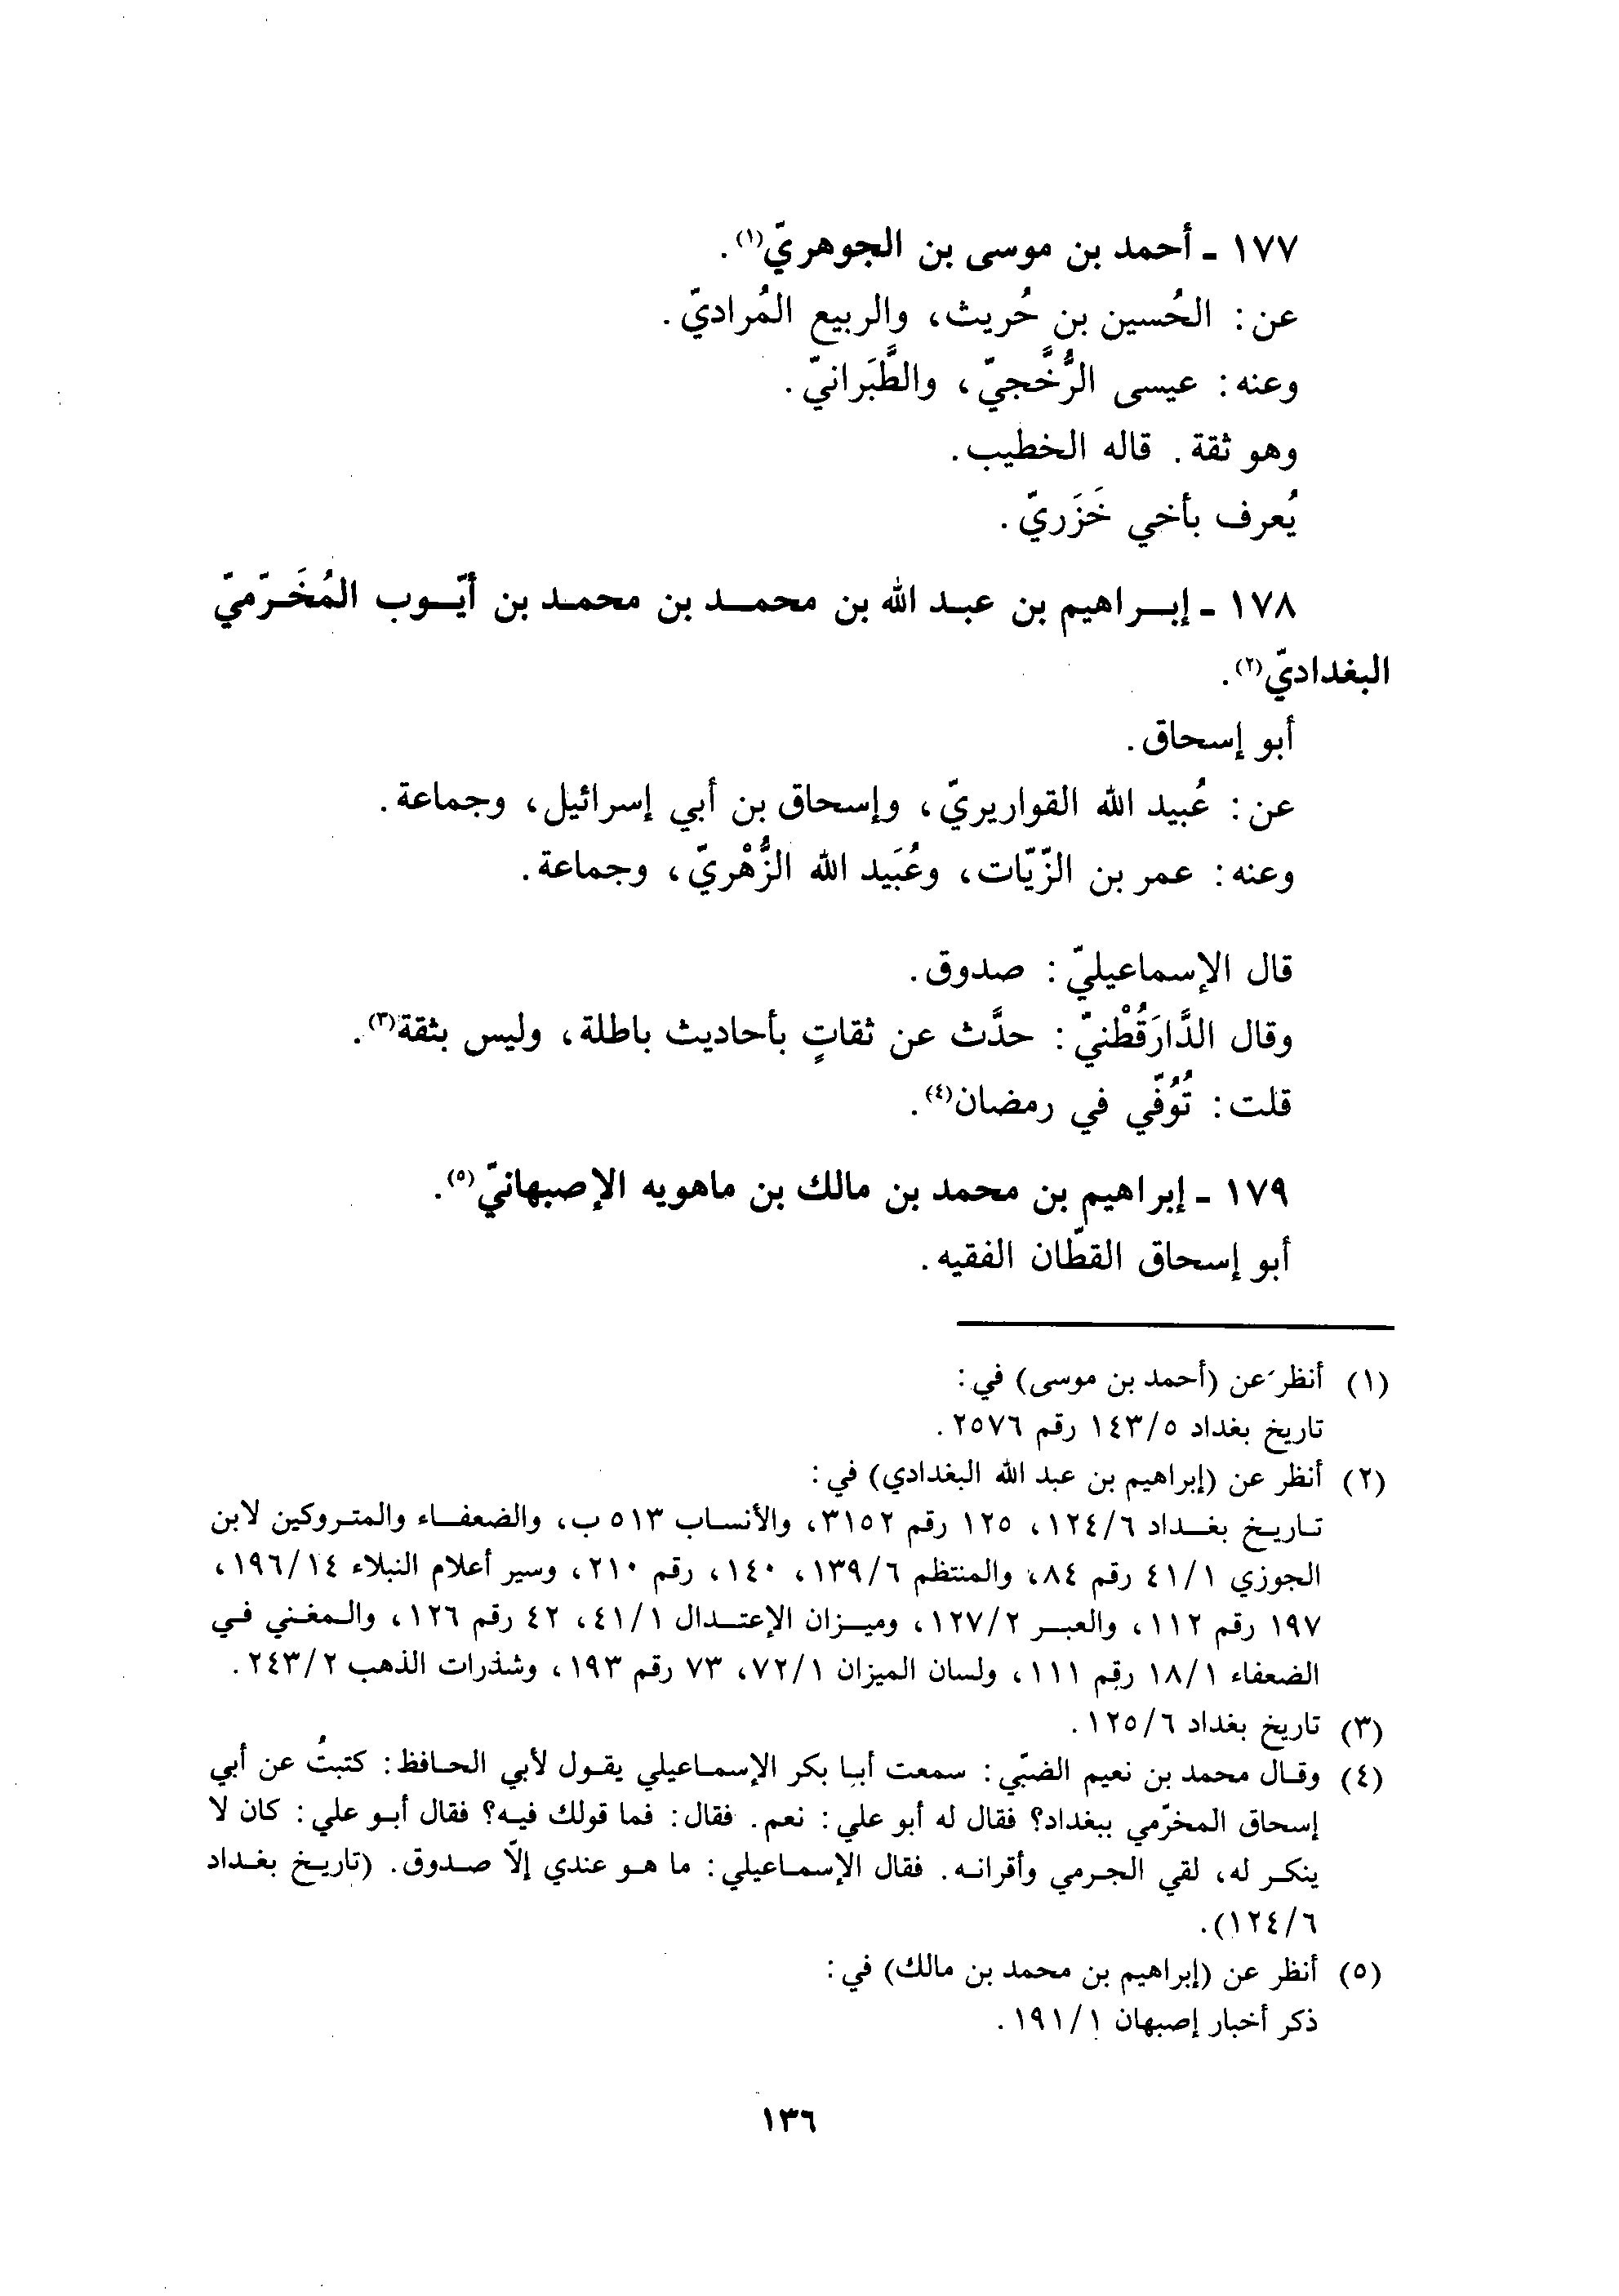 ١٧٧ - أحمد بن موسى بن الجوهريّ(١).
عن: الحُسين بن حُريث، والربيع المُراديّ.
وعنه: عيسى الرُّخَّجيّ، والطَّبَرانيّ.
وهو ثقة. قاله الخطيب.
يُعرف بأخي خَزَريّ.
١٧٨ - إبراهيم بن عبد الله بن محمد بن محمد بن أيّوب المُخَرّميّ
البغداديّ(٢).
أبو إسحاق.
عن: عُبيد الله القواريريّ، وإسحاق بن أبي إسرائيل، وجماعة.
وعنه: عمر بن الزّيّات، وعُبَيد الله الزُّهْريّ، وجماعة.
قال الإسماعيليّ: صدوق.
وقال الدَّارَقُطْنيّ: حدَّث عن ثقاتٍ بأحاديث باطلة، وليس بثقة(٣).
قلت: تُوُفّي في رمضان(٤).
١٧٩ - إبراهيم بن محمد بن مالك بن ماهويه الإصبهانيّ(٥).
أبو إسحاق القطّان الفقيه.
(١) أنظر عن (أحمد بن موسى) في:
تاريخ بغداد ١٤٣/٥ رقم ٢٥٧٦.
(٢) أنظر عن (إبراهيم بن عبد الله البغدادي) في:
تاريخ بغداد ١٢٤/٦، ١٢٥ رقم ٣١٥٢، والأنساب ٥١٣ ب، والضعفاء والمتروكين لابن
الجوزي ٤١/١ رقم ٨٤، والمنتظم ١٣٩/٦، ١٤٠، رقم ٢١٠، وسير أعلام النبلاء ١٩٦/١٤،
١٩٧ رقم ١١٢، والعبر ١٢٧/٢، وميزان الإعتدال ٤١/١، ٤٢ رقم ١٢٦، والمغني في
الضعفاء ١٨/١ رقم ١١١، ولسان الميزان ٧٢/١، ٧٣ رقم ١٩٣، وشذرات الذهب ٢٤٣/٢.
(٣) تاريخ بغداد ١٢٥/٦.
(٤) وقال محمد بن نعيم الضبّي: سمعت أبا بكر الإسماعيلي يقول لأبي الحافظ: كتبتُ عن أبي
إسحاق المخرّمي ببغداد؟ فقال له أبو علي: نعم. فقال: فما قولك فيه؟ فقال أبو علي: كان لا
ينكر له، لقي الجرمي وأقرانه. فقال الإسماعيلي: ما هو عندي إلّا صدوق. (تاريخ بغداد
١٢٤/٦).
(٥) أنظر عن (إبراهيم بن محمد بن مالك) في:
ذكر أخبار إصبهان ١٩١/١.
١٣٦